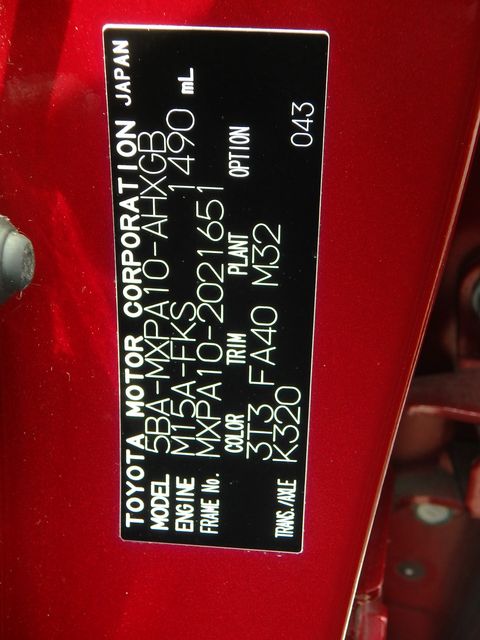 TOYOTA MOTOR CORPORATION JAPAN
MODEL 5BA-MXPA10-AHXGB
ENGINE M15A-FKS 1490 mL
FRAME No. MXPA10-2021651
COLOR TRIM PLANT OPTION
3T3 FA40 M32
TRANS./AXLE K320 043